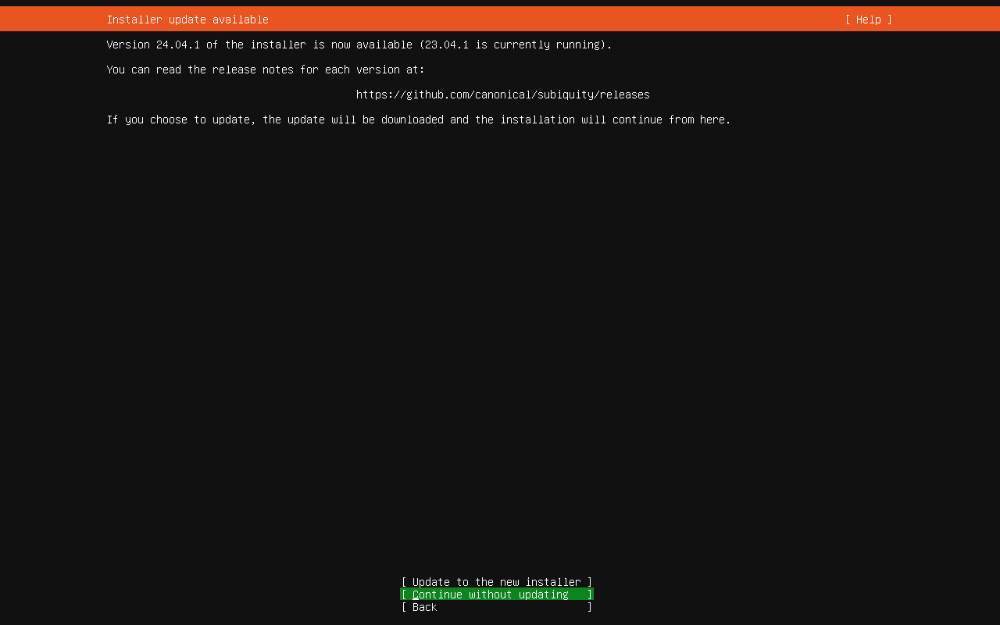 Installer update available [ Help ]
Version 24.04.1 of the installer is now available (23.04.1 is currently running).
You can read the release notes for each version at:
https://github.com/canonical/subiquity/releases
If you choose to update, the update will be downloaded and the installation will continue from here.
[ Update to the new installer ]
[ Continue without updating ]
[ Back ]